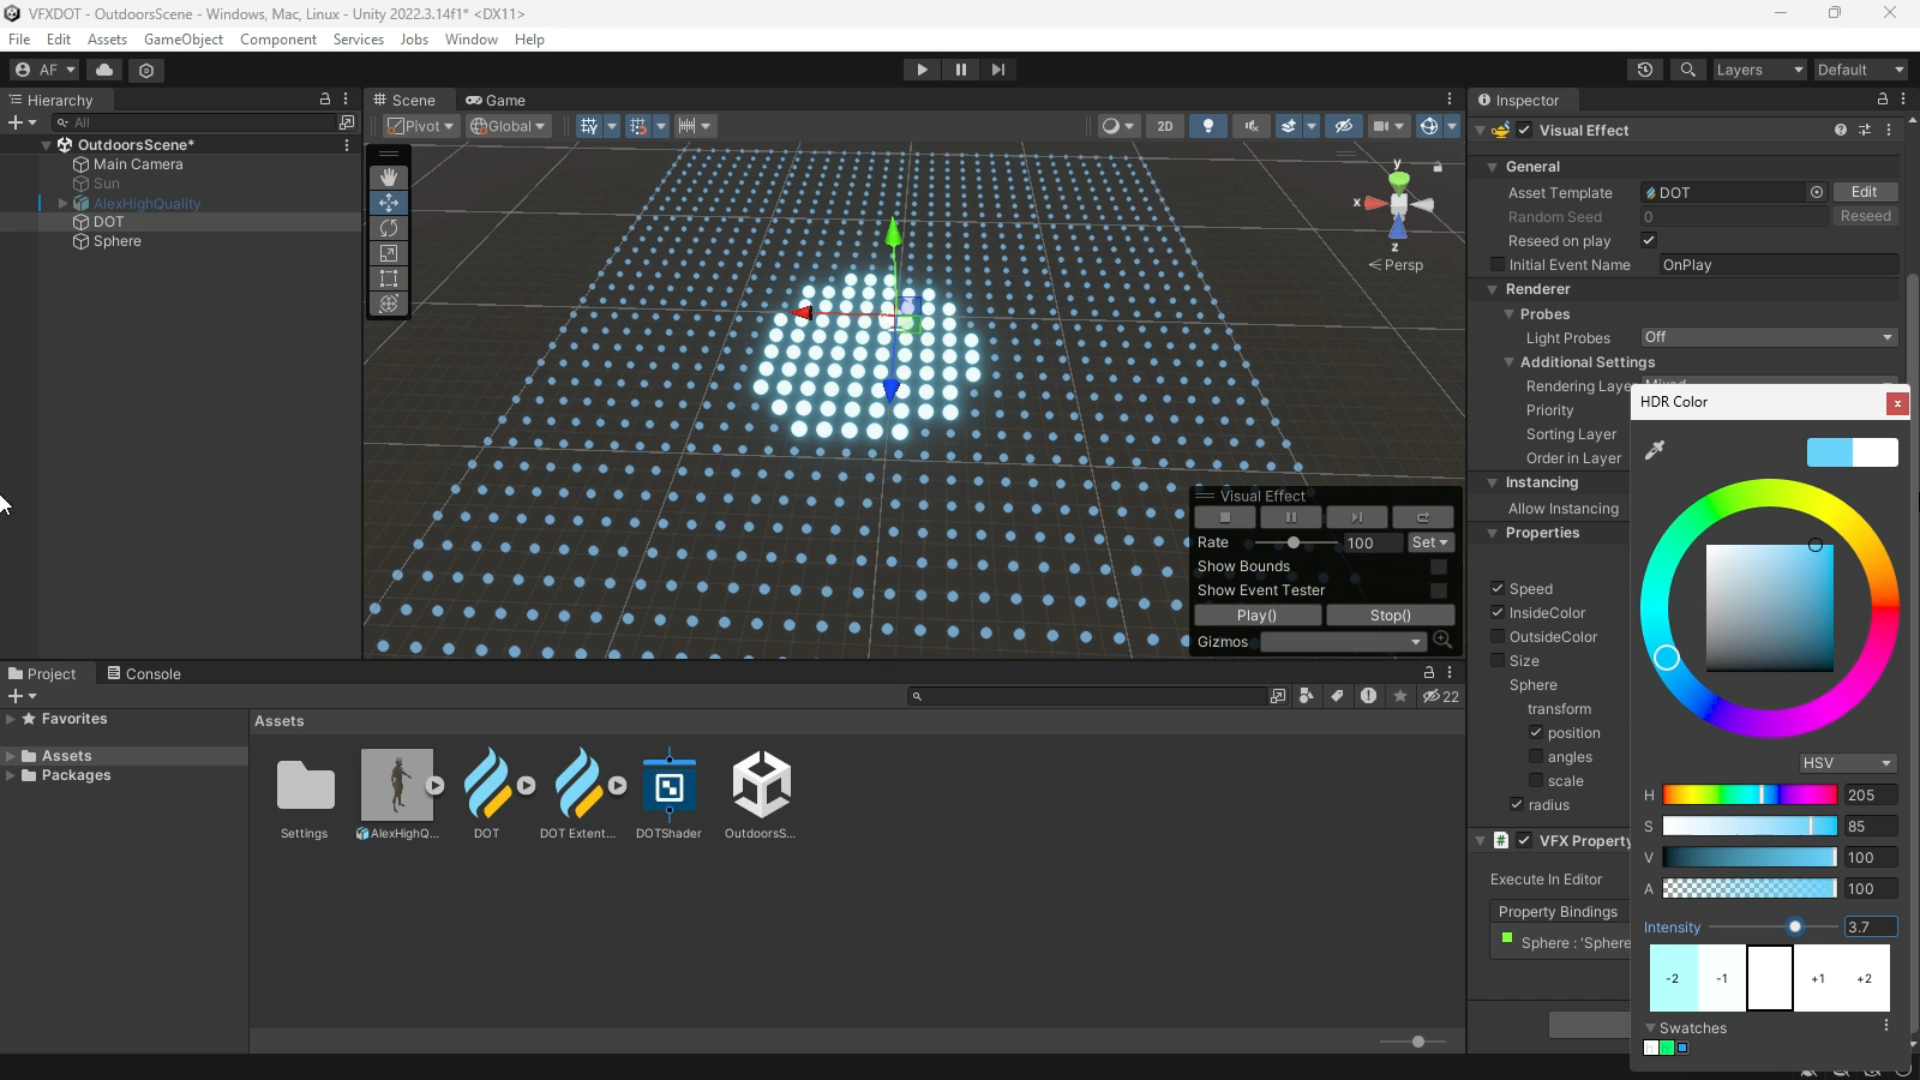 VFXDOT - OutdoorsScene - Windows, Mac, Linux - Unity 2022.3.14f1* <DX11>
File Edit Assets GameObject Component Services Jobs Window Help
AF Layers Default
Hierarchy
All
OutdoorsScene*
Main Camera
Sun
AlexHighQuality
DOT
Sphere
Scene Game
Pivot Global 2D
y
x
z
Persp
Visual Effect
Rate 100 Set
Show Bounds
Show Event Tester
Play() Stop()
Gizmos
Inspector
Visual Effect
General
Asset Template DOT Edit
Random Seed 0 Reseed
Reseed on play
Initial Event Name OnPlay
Renderer
Probes
Light Probes Off
Additional Settings
Rendering Laye
Priority
Sorting Layer
Order in Layer
Instancing
Allow Instancing
Properties
Speed
InsideColor
OutsideColor
Size
Sphere
transform
position
angles
scale
radius
VFX Property
Execute In Editor
Property Bindings
Sphere : 'Sphere
HDR Color
HSV
H 205
S 85
V 100
A 100
Intensity 3.7
-2 -1 +1 +2
Swatches
Project Console
22
Favorites
Assets
Packages
Assets
Settings AlexHighQ... DOT DOT Extent... DOTShader OutdoorsS...